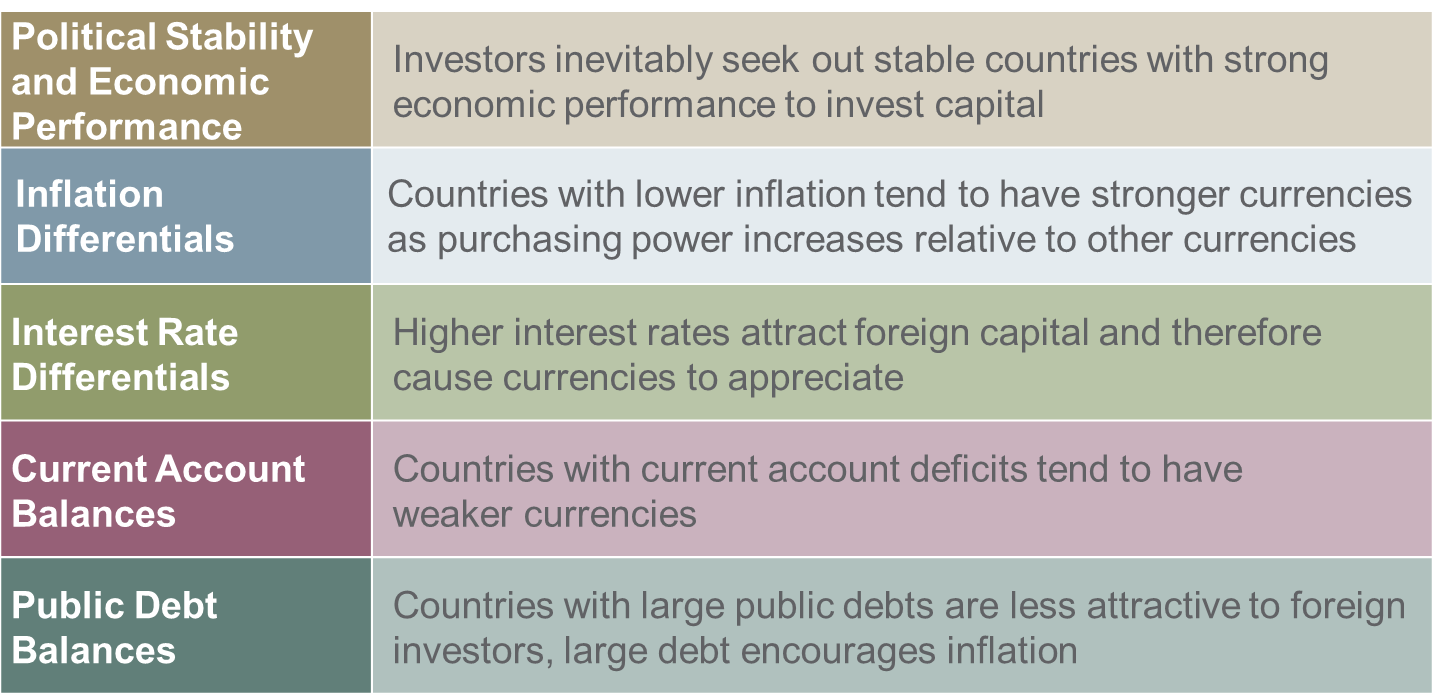 Political Stability
and Economic
Performance
Investors inevitably seek out stable countries with strong
economic performance to invest capital
Inflation
Differentials
Countries with lower inflation tend to have stronger currencies
as purchasing power increases relative to other currencies
Interest Rate
Differentials
Higher interest rates attract foreign capital and therefore
cause currencies to appreciate
Current Account
Balances
Countries with current account deficits tend to have
weaker currencies
Public Debt
Balances
Countries with large public debts are less attractive to foreign
investors, large debt encourages inflation